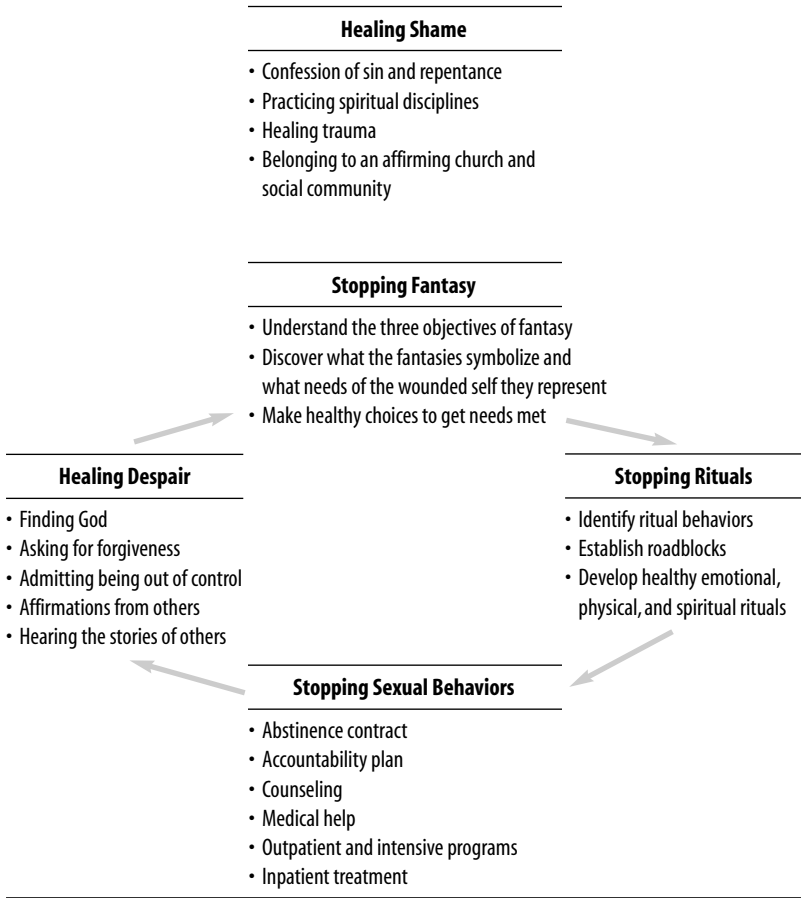 Healing Shame
• Confession of sin and repentance
• Practicing spiritual disciplines
• Healing trauma
• Belonging to an affirming church and
social community
Stopping Fantasy
• Understand the three objectives of fantasy
• Discover what the fantasies symbolize and
what needs of the wounded self they represent
• Make healthy choices to get needs met
Healing Despair
• Finding God
• Asking for forgiveness
• Admitting being out of control
• Affirmations from others
• Hearing the stories of others
Stopping Rituals
• Identify ritual behaviors
• Establish roadblocks
• Develop healthy emotional,
physical, and spiritual rituals
Stopping Sexual Behaviors
• Abstinence contract
• Accountability plan
• Counseling
• Medical help
• Outpatient and intensive programs
• Inpatient treatment